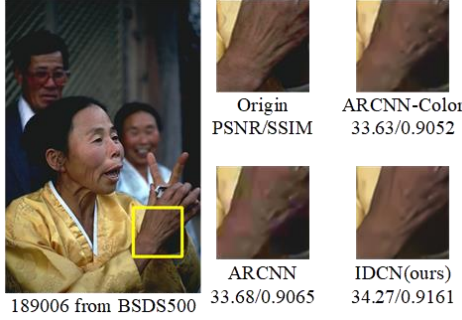 Origin
PSNR/SSIM
ARCNN-Color
33.63/0.9052
ARCNN
33.68/0.9065
IDCN(ours)
34.27/0.9161
189006 from BSDS500